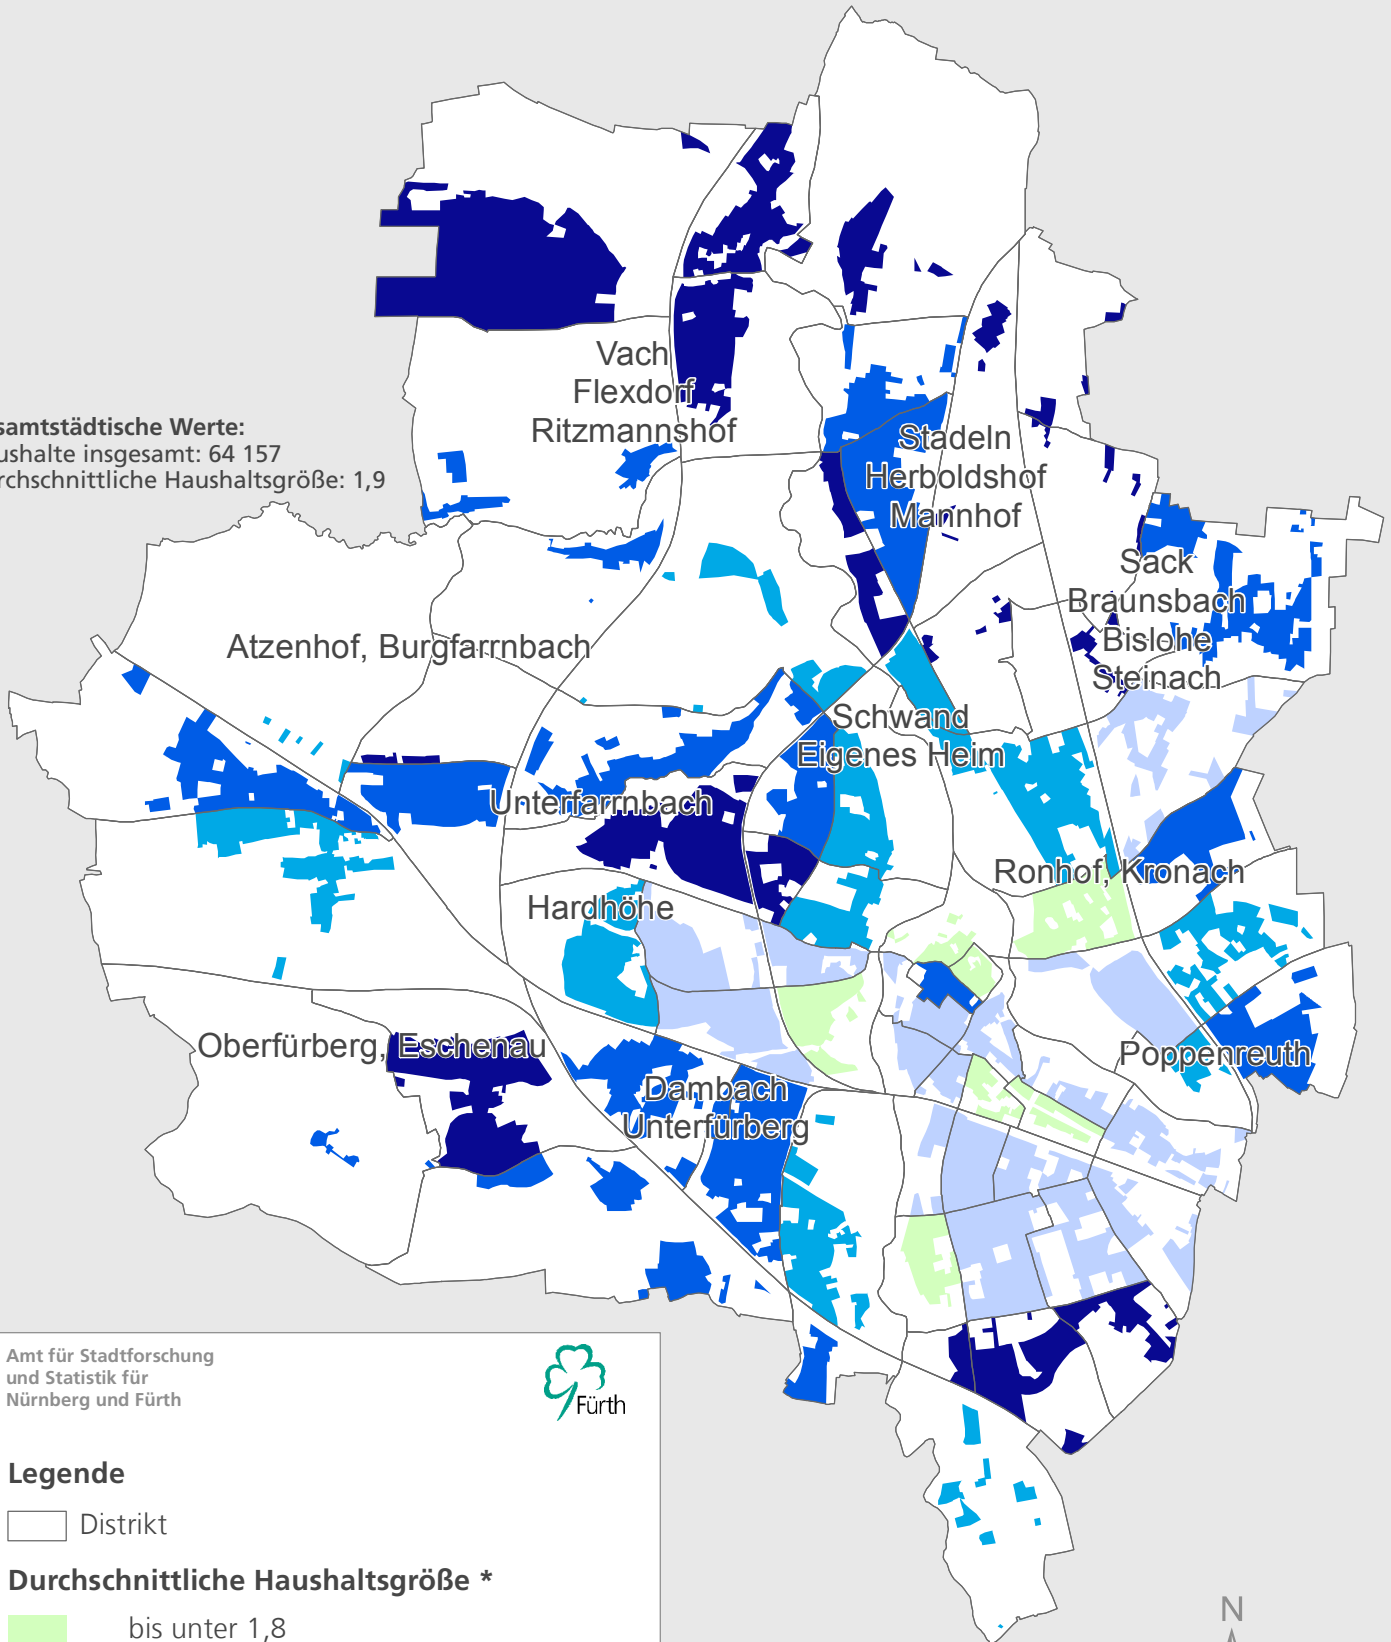 Vach
Flexdorf
Ritzmannshof
samtstädtische Werte:
ushalte insgesamt: 64 157
rchschnittliche Haushaltsgröße: 1,9
Stadeln
Herboldshof
Mannhof
Sack
Braunsbach
Bislohe
Steinach
Atzenhof, Burgfarrnbach
Schwand
Eigenes Heim
Unterfarrnbach
Ronhof, Kronach
Hardhöhe
Oberfürberg, Eschenau
Poppenreuth
Dambach
Unterfürberg
Amt für Stadtforschung
und Statistik für
Nürnberg und Fürth
Fürth
Legende
Distrikt
Durchschnittliche Haushaltsgröße *
bis unter 1,8
N